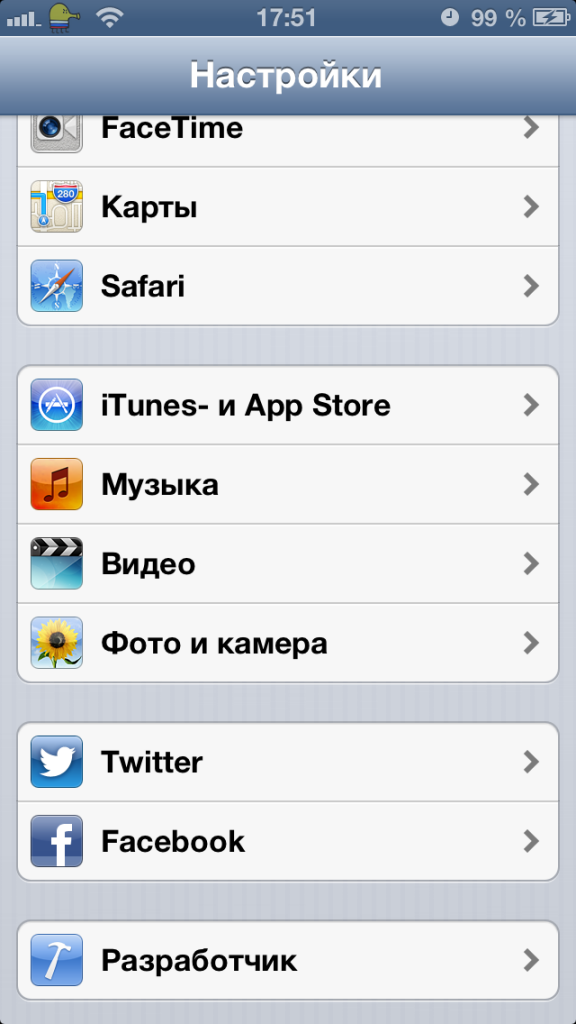 17:51
99 %
Настройки
FaceTime
280
Карты
Safari
iTunes- и App Store
Музыка
Видео
Фото и камера
Twitter
Facebook
Разработчик